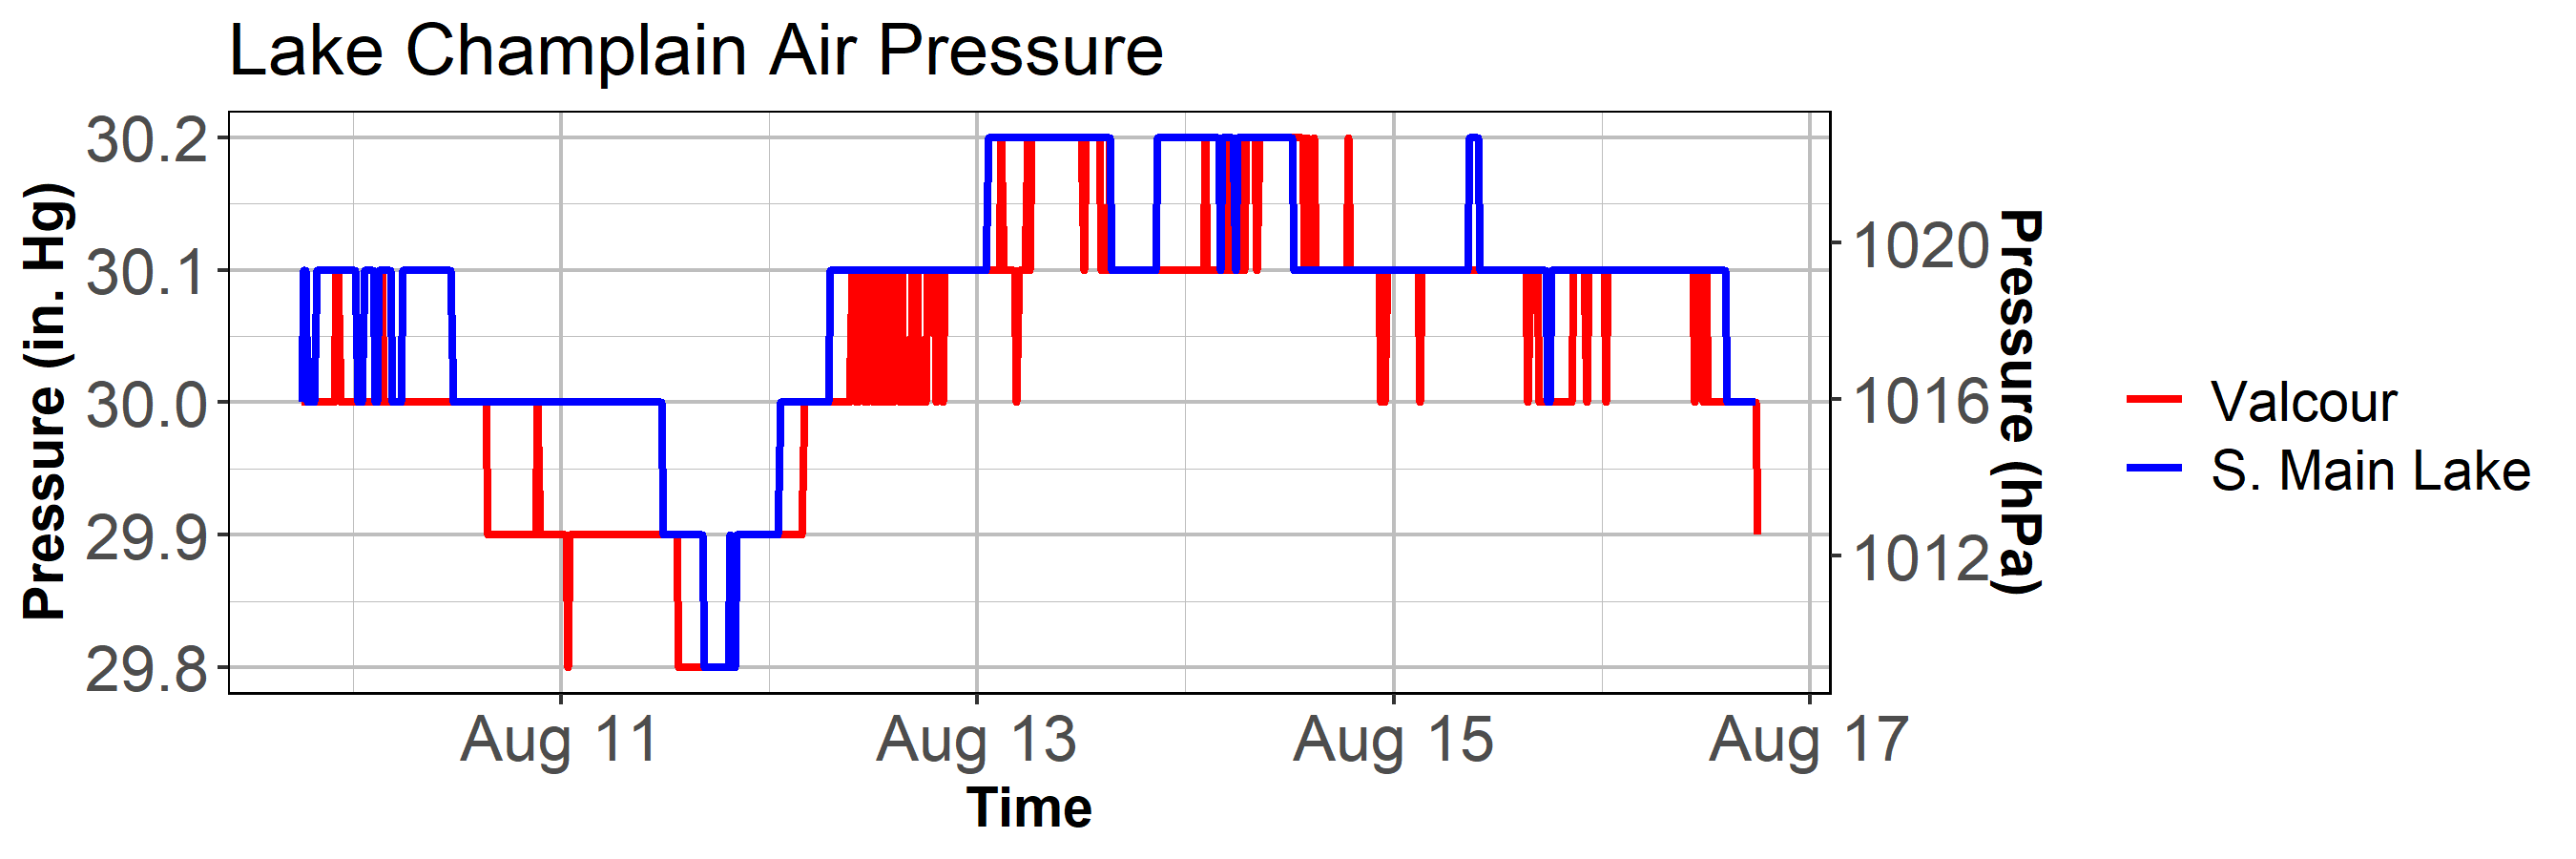 Lake Champlain Air Pressure
Pressure (in. Hg)
30.2
30.1
30.0
29.9
29.8
1020
1016
1012
Pressure (hPa)
Valcour
S. Main Lake
Aug 11 Aug 13 Aug 15 Aug 17
Time